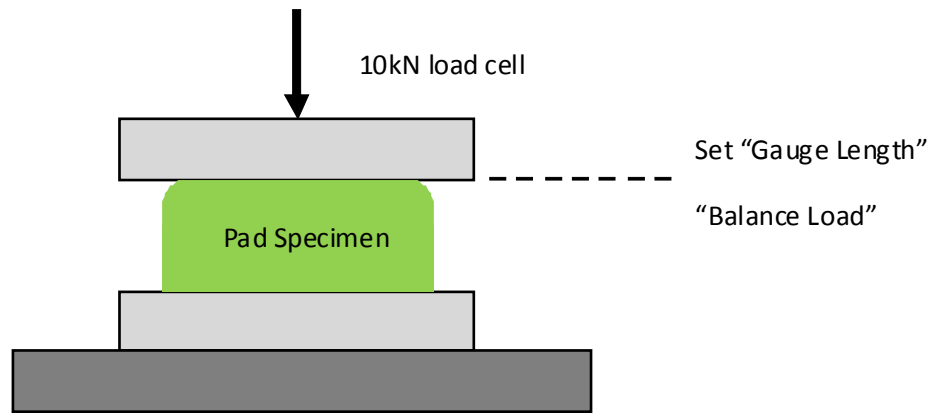 10kN load cell
Set “Gauge Length”
“Balance Load”
Pad Specimen